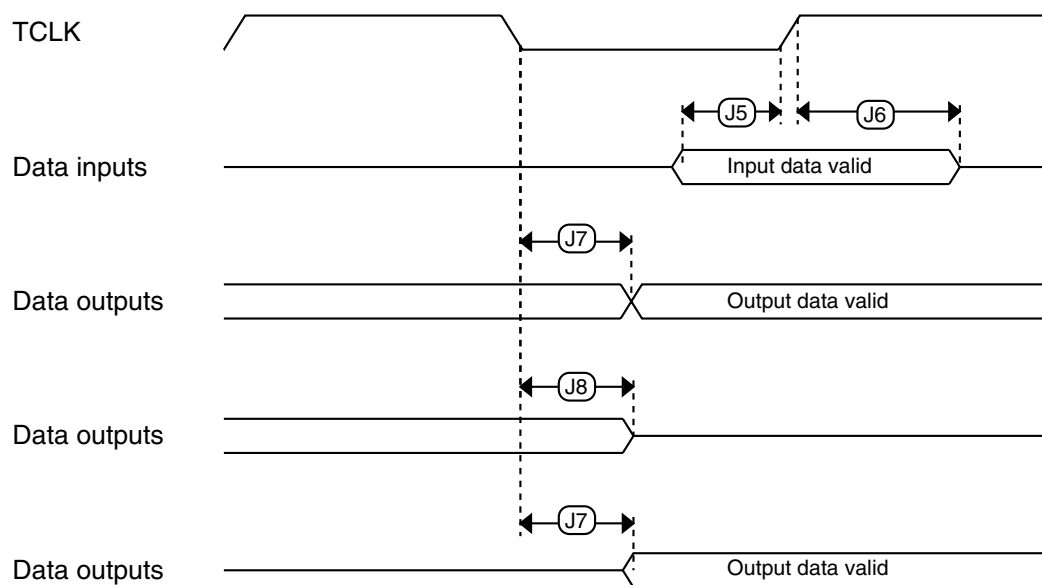 TCLK
J5
J6
Data inputs
Input data valid
J7
Data outputs
Output data valid
J8
Data outputs
J7
Data outputs
Output data valid